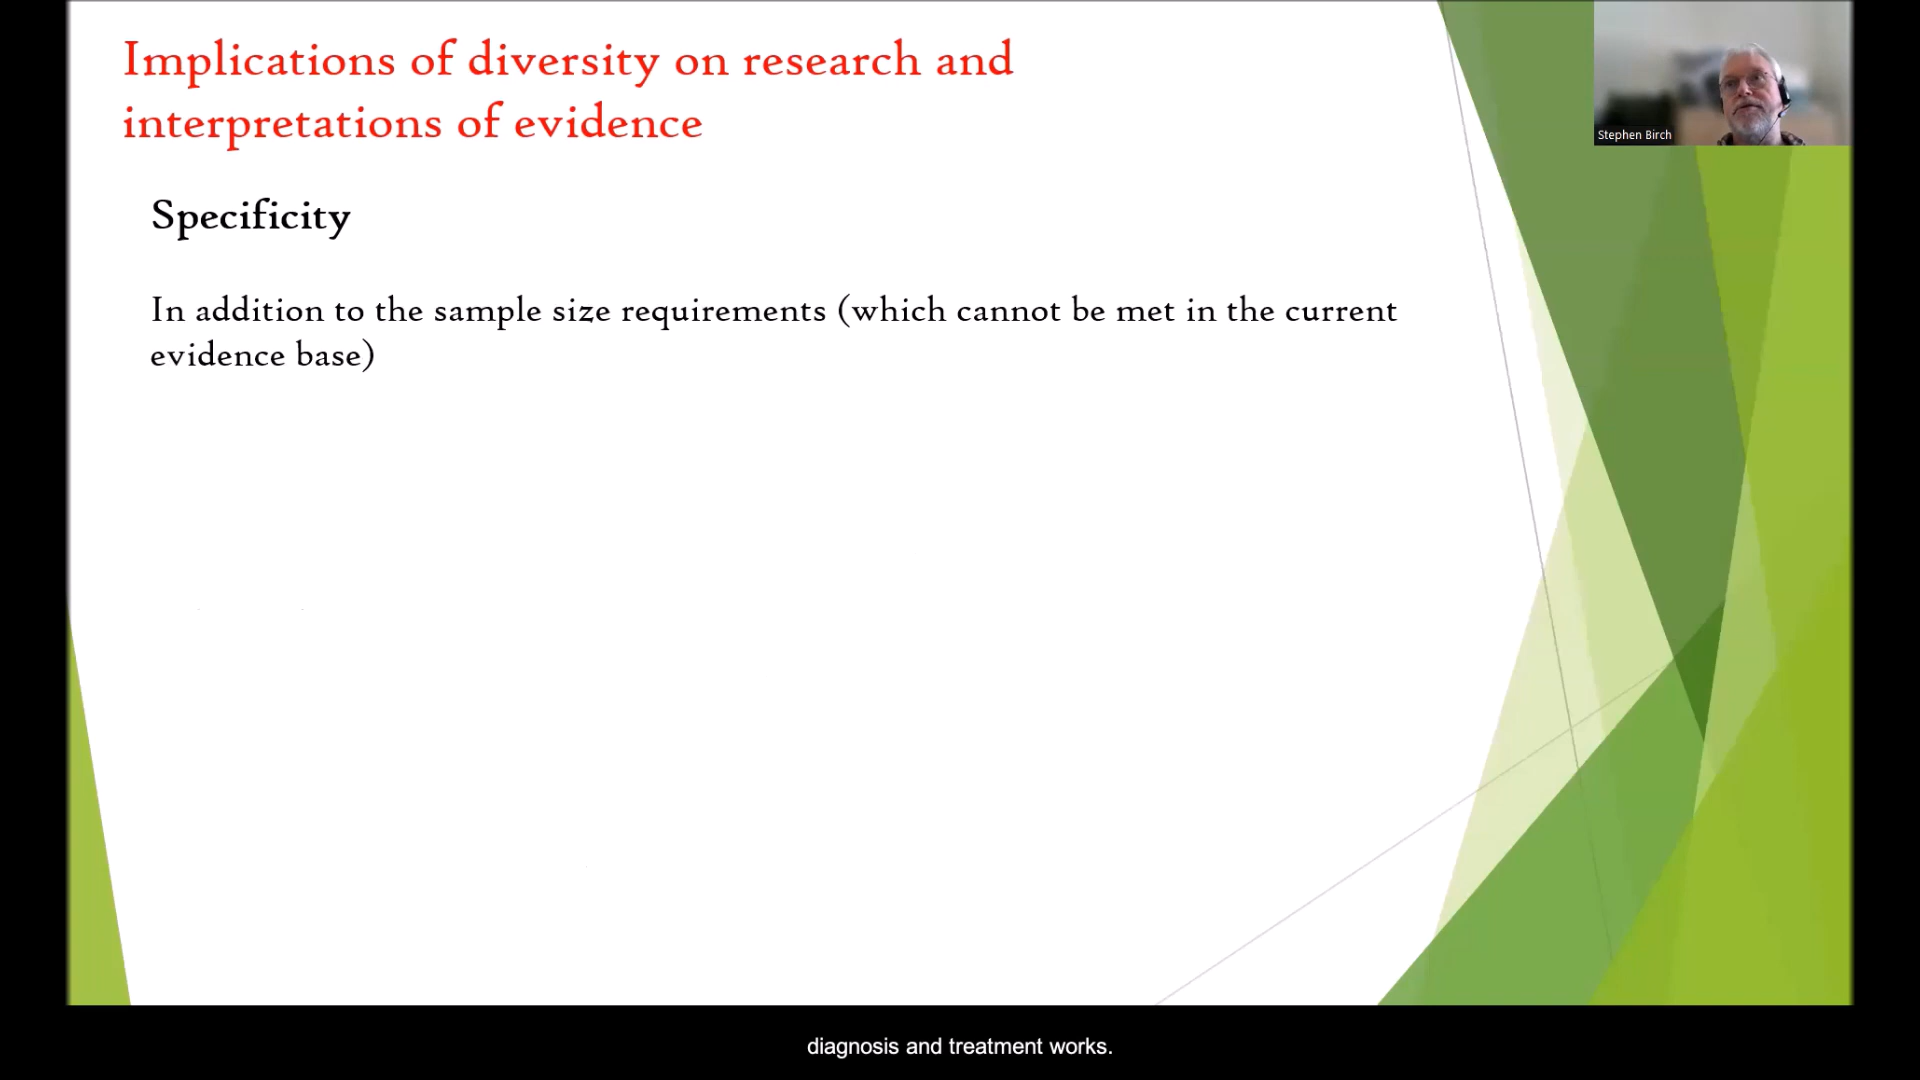 Implications of diversity on research and
interpretations of evidence
Stephen Birch
Specificity
In addition to the sample size requirements (which cannot be met in the current
evidence base)
diagnosis and treatment works.